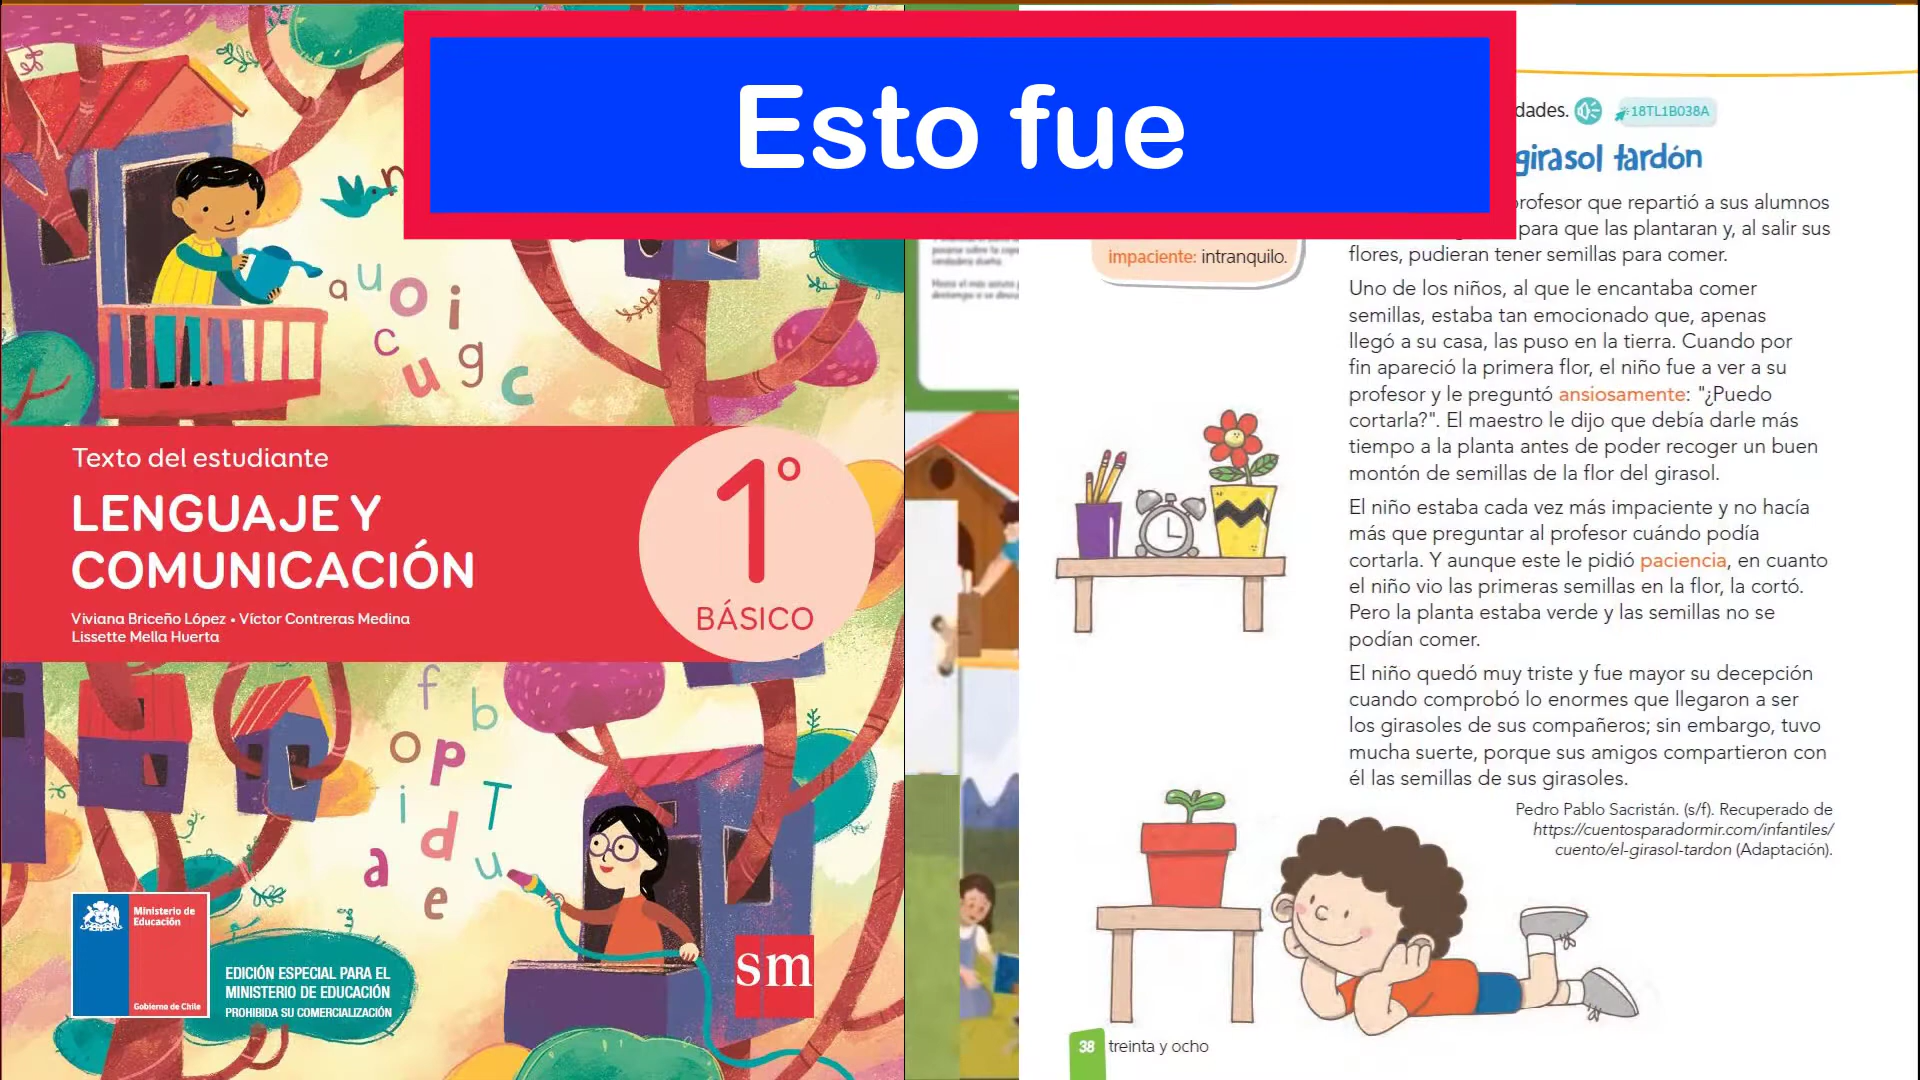 Esto fue
n
a u o i
c u g c
Texto del estudiante
LENGUAJE Y
COMUNICACIÓN
Viviana Briceño López • Víctor Contreras Medina
Lissette Mella Huerta
1°
BÁSICO
f b
o p
i d T
a e u
Ministerio de
Educación
Gobierno de Chile
EDICIÓN ESPECIAL PARA EL
MINISTERIO DE EDUCACIÓN
PROHIBIDA SU COMERCIALIZACIÓN
sm
dades.
18TL1B038A
girasol tardón
impaciente: intranquilo.
profesor que repartió a sus alumnos
para que las plantaran y, al salir sus
flores, pudieran tener semillas para comer.
Uno de los niños, al que le encantaba comer
semillas, estaba tan emocionado que, apenas
llegó a su casa, las puso en la tierra. Cuando por
fin apareció la primera flor, el niño fue a ver a su
profesor y le preguntó ansiosamente: "¿Puedo
cortarla?". El maestro le dijo que debía darle más
tiempo a la planta antes de poder recoger un buen
montón de semillas de la flor del girasol.
El niño estaba cada vez más impaciente y no hacía
más que preguntar al profesor cuándo podía
cortarla. Y aunque este le pidió paciencia, en cuanto
el niño vio las primeras semillas en la flor, la cortó.
Pero la planta estaba verde y las semillas no se
podían comer.
El niño quedó muy triste y fue mayor su decepción
cuando comprobó lo enormes que llegaron a ser
los girasoles de sus compañeros; sin embargo, tuvo
mucha suerte, porque sus amigos compartieron con
él las semillas de sus girasoles.
Pedro Pablo Sacristán. (s/f). Recuperado de
https://cuentosparadormir.com/infantiles/
cuento/el-girasol-tardon (Adaptación).
38 treinta y ocho